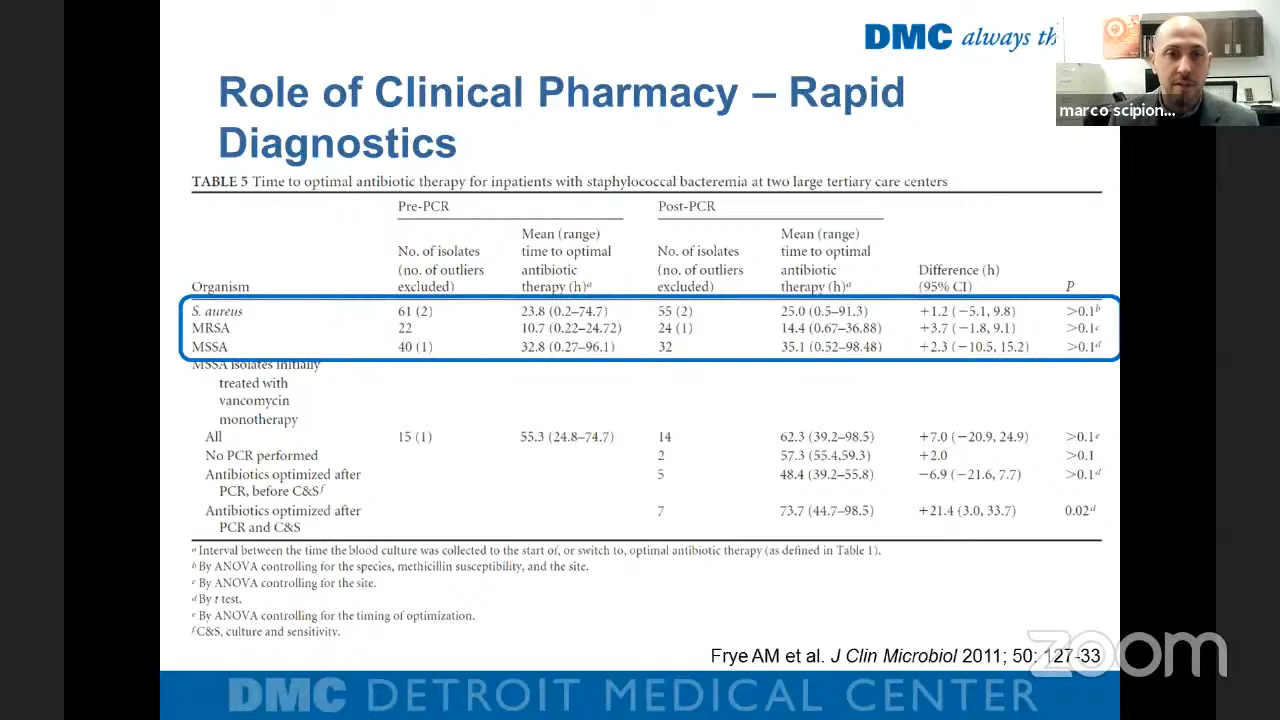 DMC always th
marco scipion...
Role of Clinical Pharmacy – Rapid
Diagnostics
TABLE 5 Time to optimal antibiotic therapy for inpatients with staphylococcal bacteremia at two large tertiary care centers
Pre-PCR Post-PCR
Mean (range) Mean (range)
No. of isolates time to optimal No. of isolates time to optimal
(no. of outliers antibiotic (no. of outliers antibiotic Difference (h)
Organism excluded) therapy (h)a excluded) therapy (h)a (95% CI) P
S. aureus 61 (2) 23.8 (0.2–74.7) 55 (2) 25.0 (0.5–91.3) +1.2 (−5.1, 9.8) >0.1b
MRSA 22 10.7 (0.22–24.72) 24 (1) 14.4 (0.67–36.88) +3.7 (−1.8, 9.1) >0.1c
MSSA 40 (1) 32.8 (0.27–96.1) 32 35.1 (0.52–98.48) +2.3 (−10.5, 15.2) >0.1d
MSSA isolates initially
treated with
vancomycin
monotherapy
All 15 (1) 55.3 (24.8–74.7) 14 62.3 (39.2–98.5) +7.0 (−20.9, 24.9) >0.1e
No PCR performed 2 57.3 (55.4,59.3) +2.0 >0.1
Antibiotics optimized after 5 48.4 (39.2–55.8) −6.9 (−21.6, 7.7) >0.1d
PCR, before C&Sf
Antibiotics optimized after 7 73.7 (44.7–98.5) +21.4 (3.0, 33.7) 0.02d
PCR and C&S
a Interval between the time the blood culture was collected to the start of, or switch to, optimal antibiotic therapy (as defined in Table 1).
b By ANOVA controlling for the species, methicillin susceptibility, and the site.
c By ANOVA controlling for the site.
d By t test.
e By ANOVA controlling for the timing of optimization.
f C&S, culture and sensitivity.
Frye AM et al. J Clin Microbiol 2011; 50: 127-33
zoom
DMC DETROIT MEDICAL CENTER